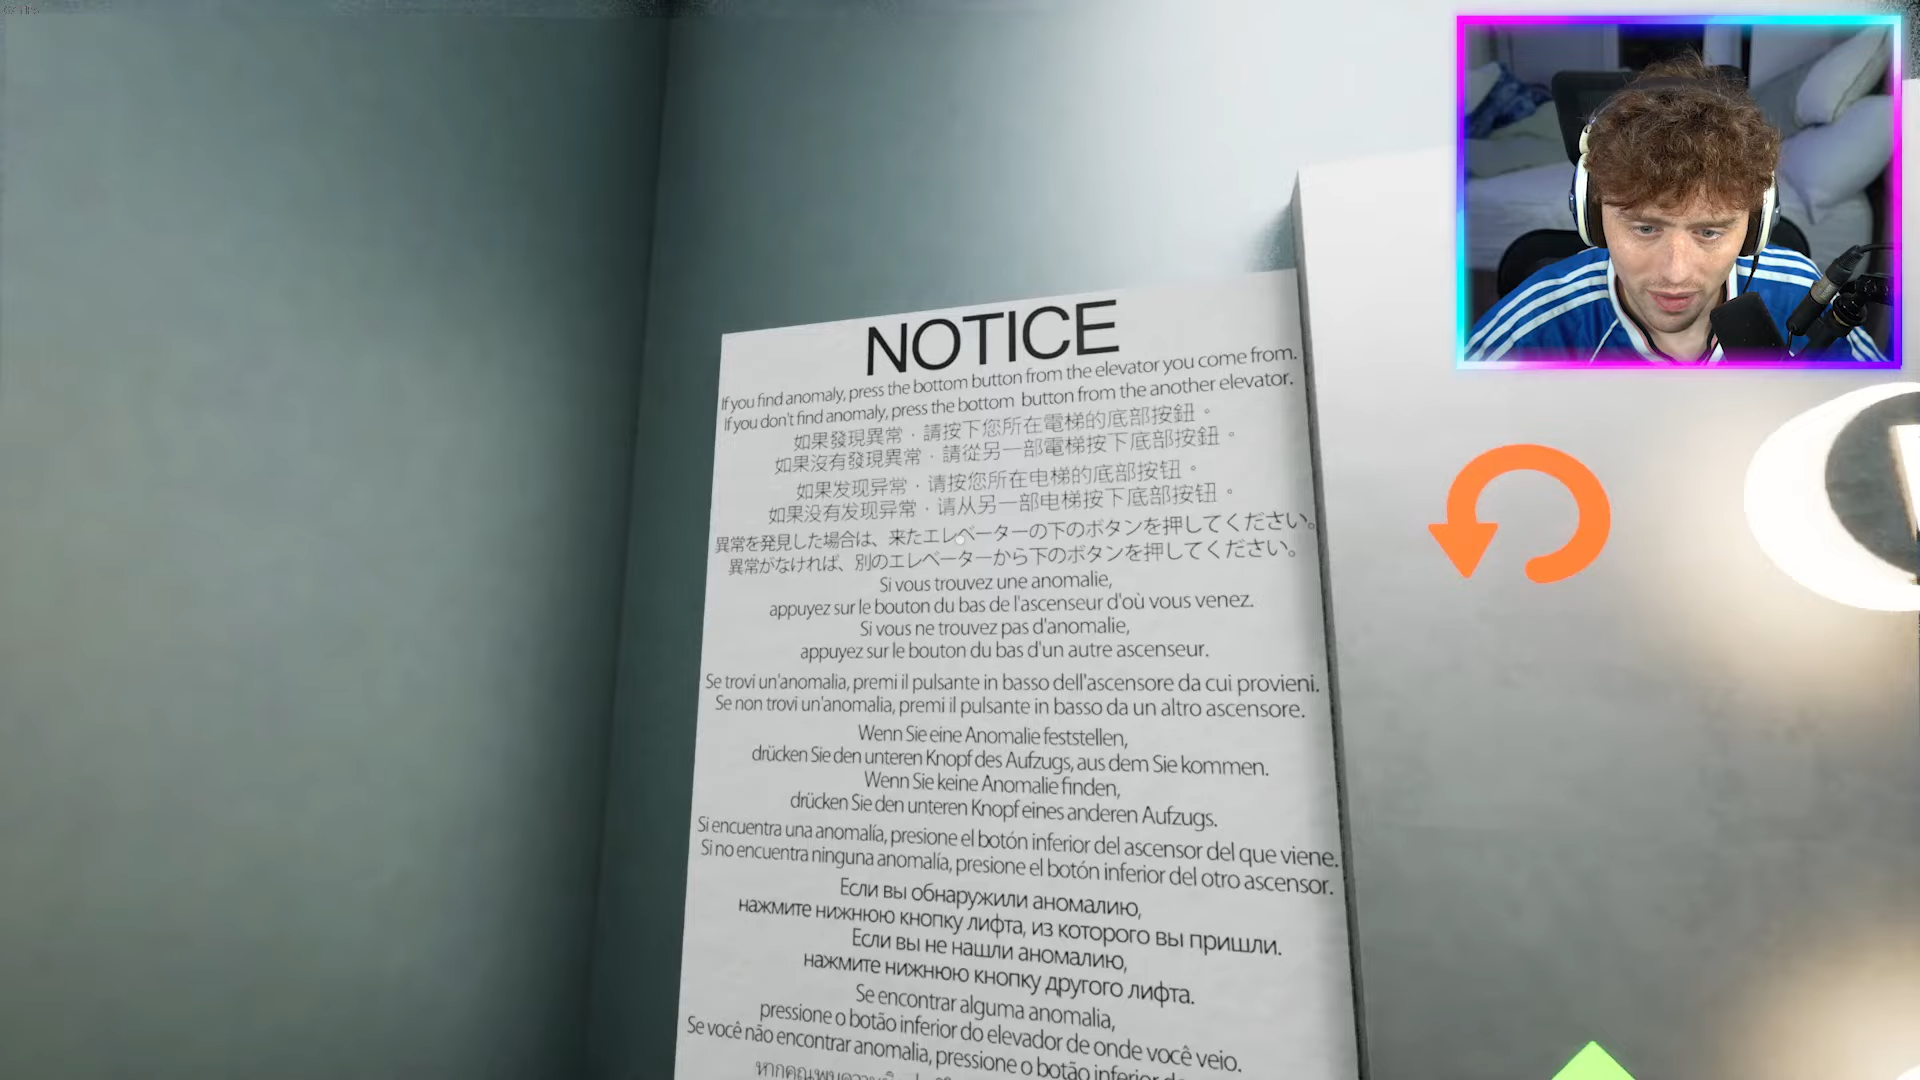 NOTICE
If you find anomaly, press the bottom button from the elevator you come from.
If you don't find anomaly, press the bottom button from the another elevator.
如果發現異常，請按下您所在電梯的底部按鈕。
如果沒有發現異常，請從另一部電梯按下底部按鈕。
如果发现异常，请按您所在电梯的底部按钮。
如果没有发现异常，请从另一部电梯按下底部按钮。
異常を発見した場合は、来たエレベーターの下のボタンを押してください。
異常がなければ、別のエレベーターから下のボタンを押してください。
Si vous trouvez une anomalie,
appuyez sur le bouton du bas de l'ascenseur d'où vous venez.
Si vous ne trouvez pas d'anomalie,
appuyez sur le bouton du bas d'un autre ascenseur.
Se trovi un'anomalia, premi il pulsante in basso dell'ascensore da cui provieni.
Se non trovi un'anomalia, premi il pulsante in basso da un altro ascensore.
Wenn Sie eine Anomalie feststellen,
drücken Sie den unteren Knopf des Aufzugs, aus dem Sie kommen.
Wenn Sie keine Anomalie finden,
drücken Sie den unteren Knopf eines anderen Aufzugs.
Si encuentra una anomalía, presione el botón inferior del ascensor del que viene.
Si no encuentra ninguna anomalía, presione el botón inferior del otro ascensor.
Если вы обнаружили аномалию,
нажмите нижнюю кнопку лифта, из которого вы пришли.
Если вы не нашли аномалию,
нажмите нижнюю кнопку другого лифта.
Se encontrar alguma anomalia,
pressione o botão inferior do elevador de onde você veio.
Se você não encontrar anomalia, pressione o botão inferior